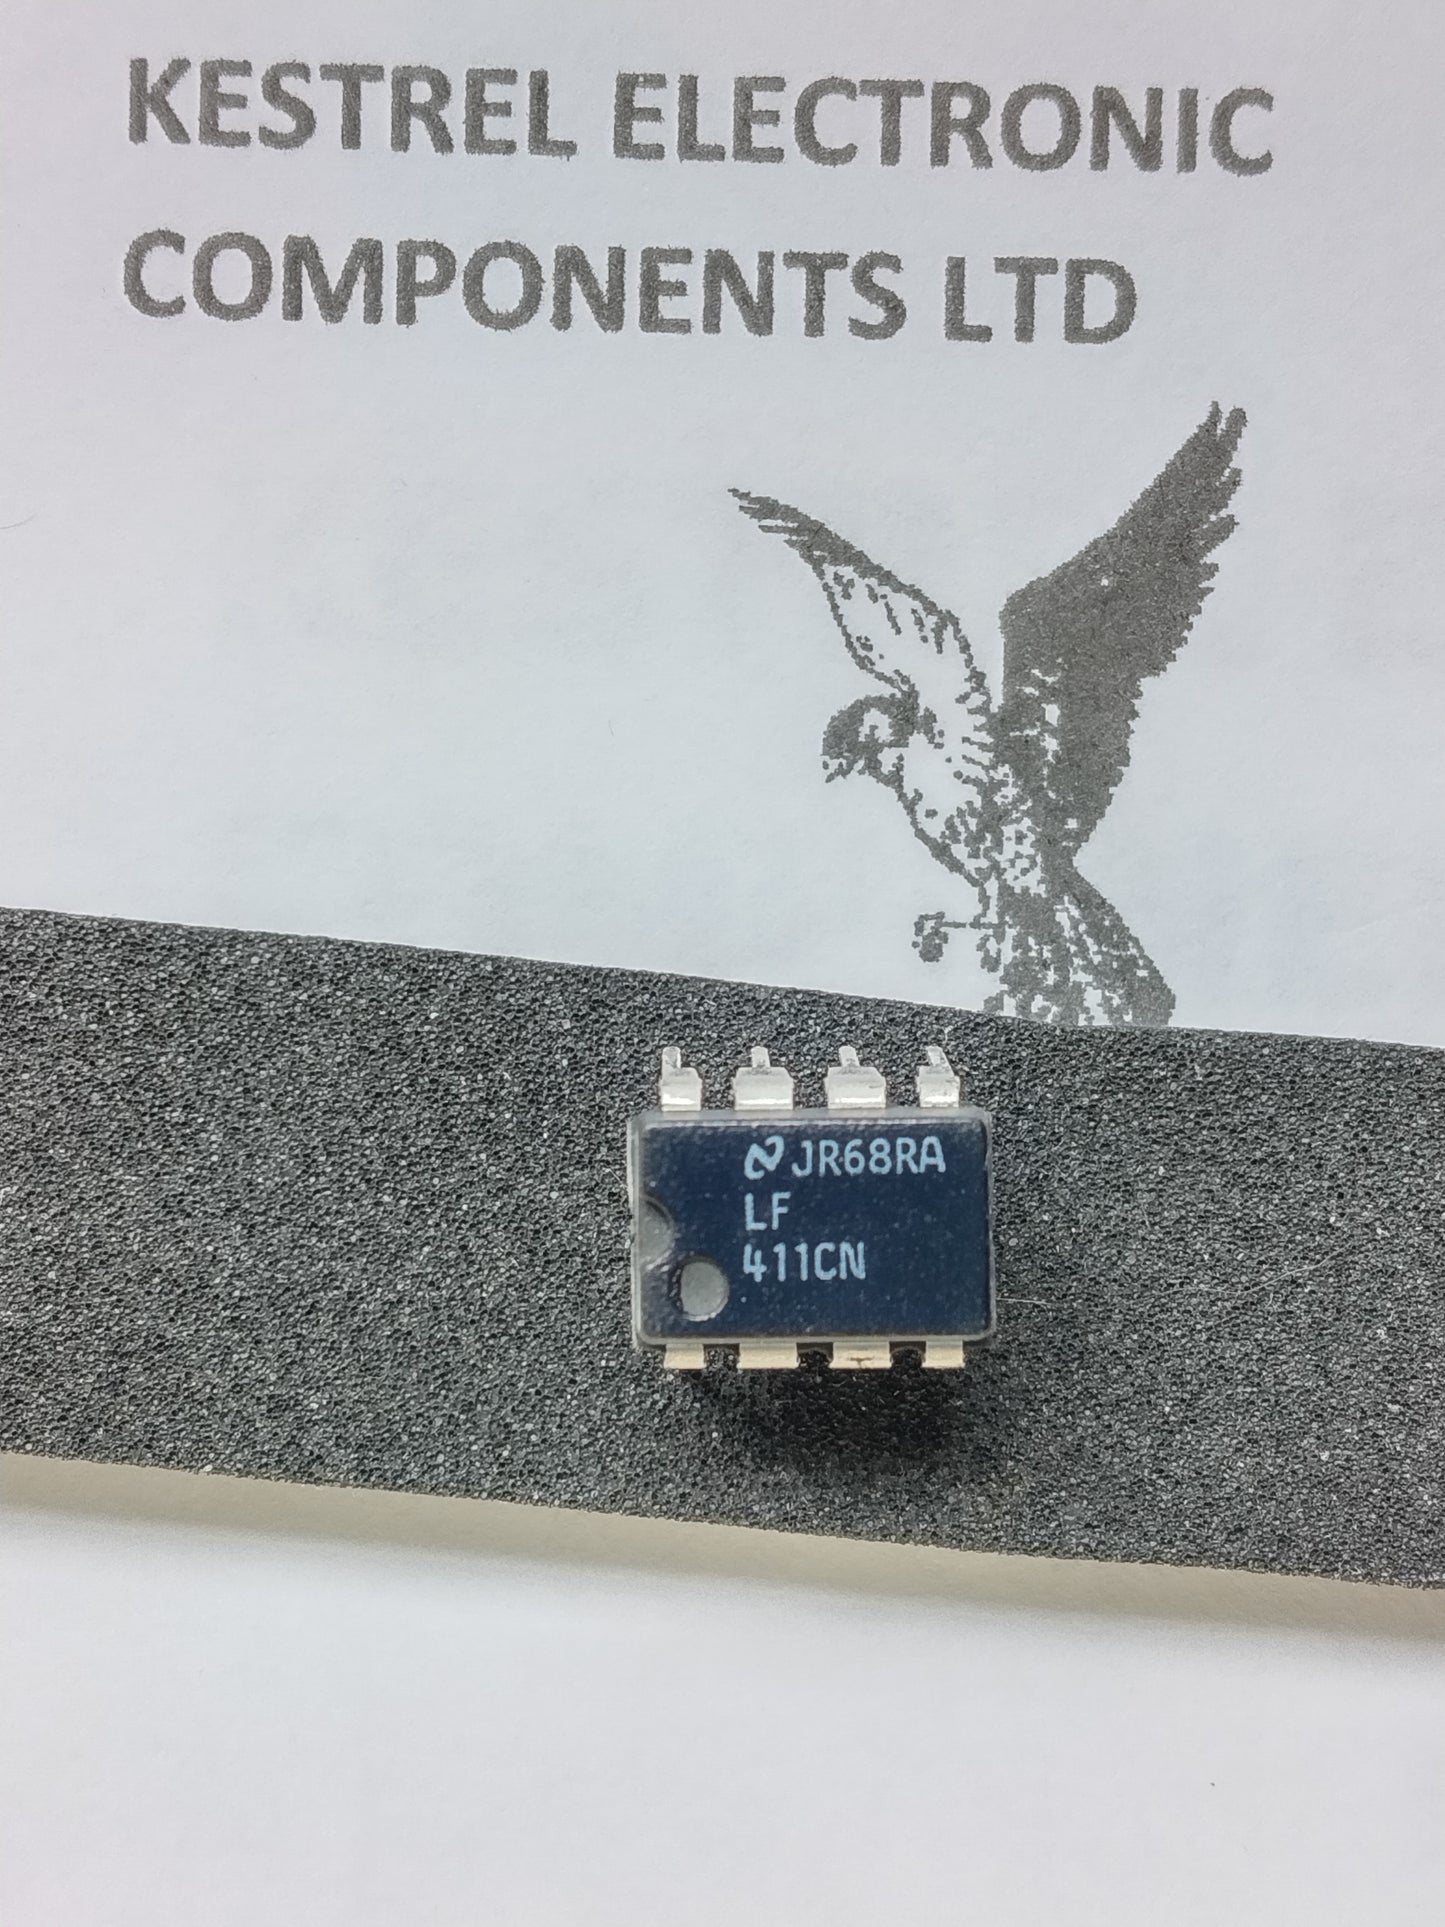 KESTREL ELECTRONIC
COMPONENTS LTD
JR68RA
LF
411CN